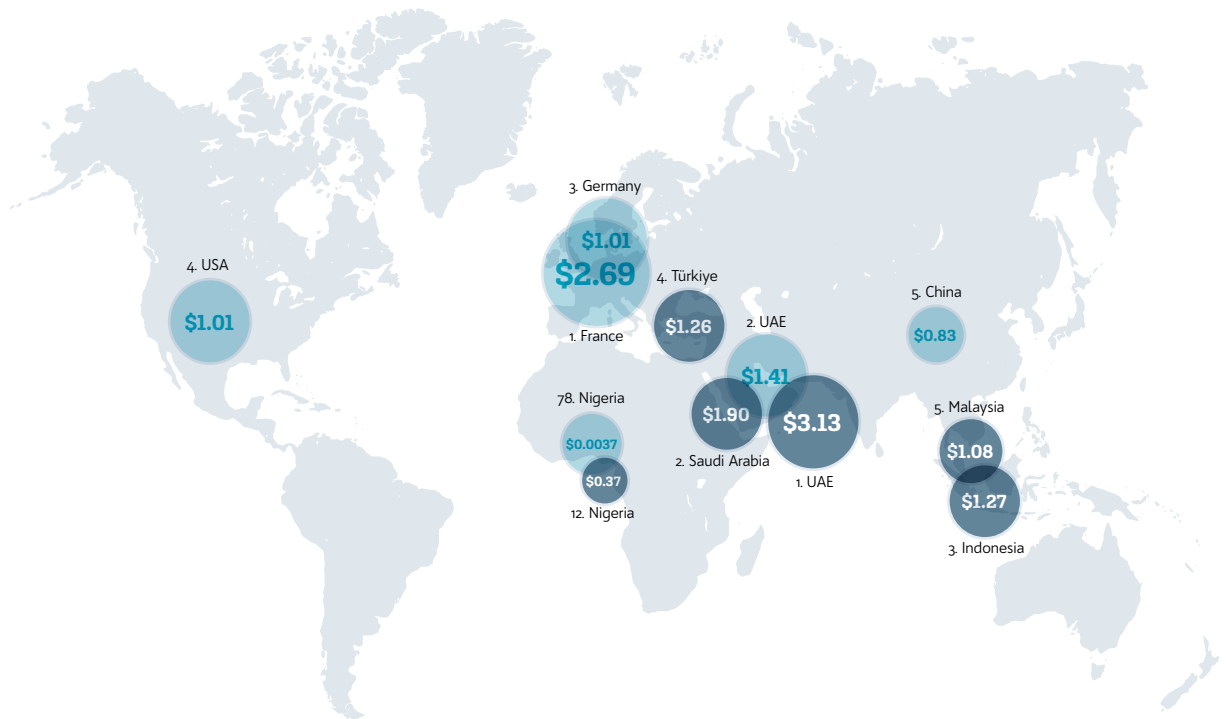 3. Germany
$1.01
$2.69
1. France
4. USA
$1.01
4. Türkiye
$1.26
2. UAE
$1.41
5. China
$0.83
78. Nigeria
$0.0037
$0.37
12. Nigeria
$1.90
2. Saudi Arabia
$3.13
1. UAE
5. Malaysia
$1.08
$1.27
3. Indonesia